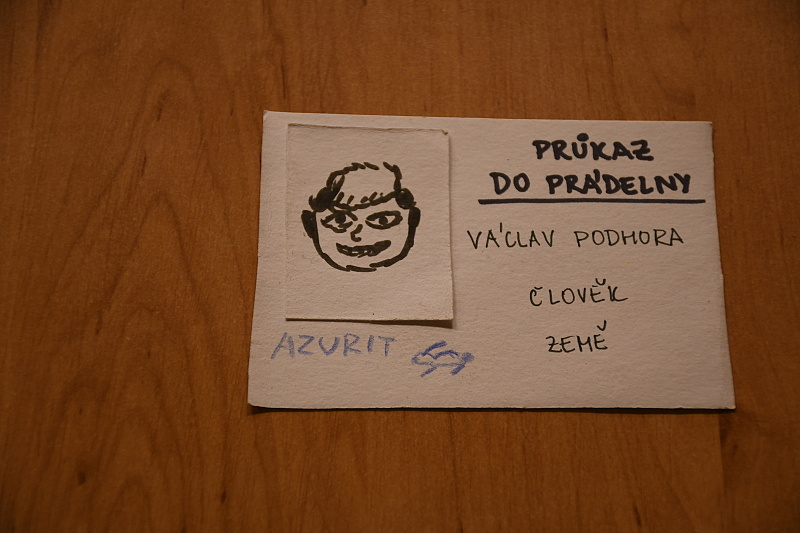 PRŮKAZ
DO PRÁDELNY
VÁCLAV PODHORA
ČLOVĚK
ZEMĚ
AZURIT